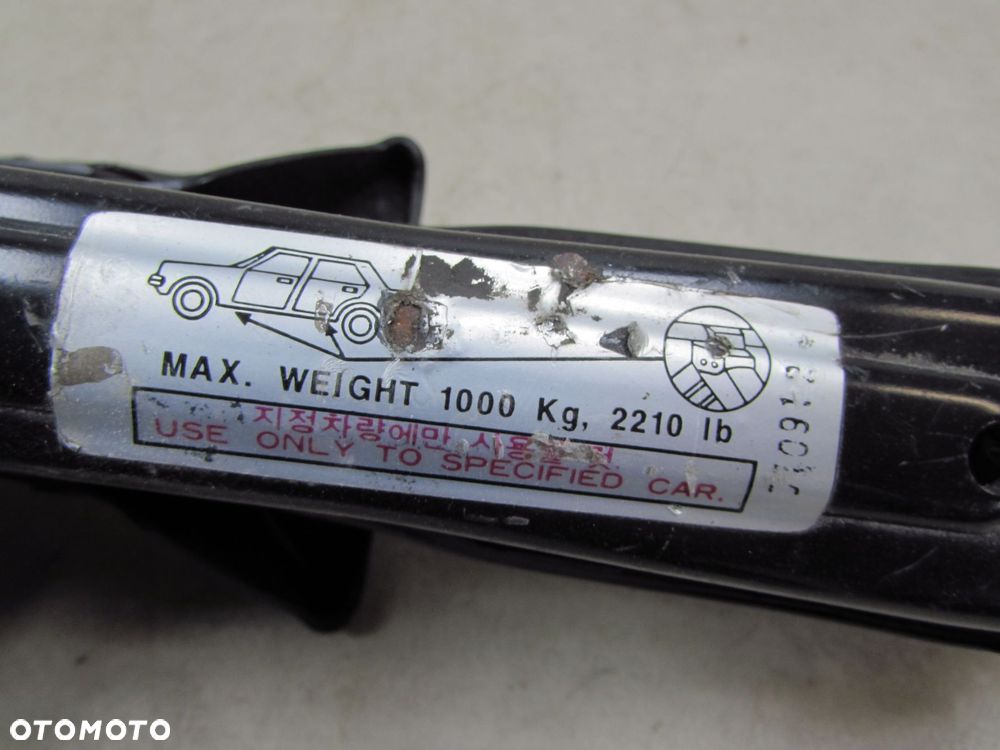 MAX. WEIGHT 1000 Kg, 2210 lb
지정차량에만
USE ONLY TO SPECIFIED CAR.
OTOMOTO